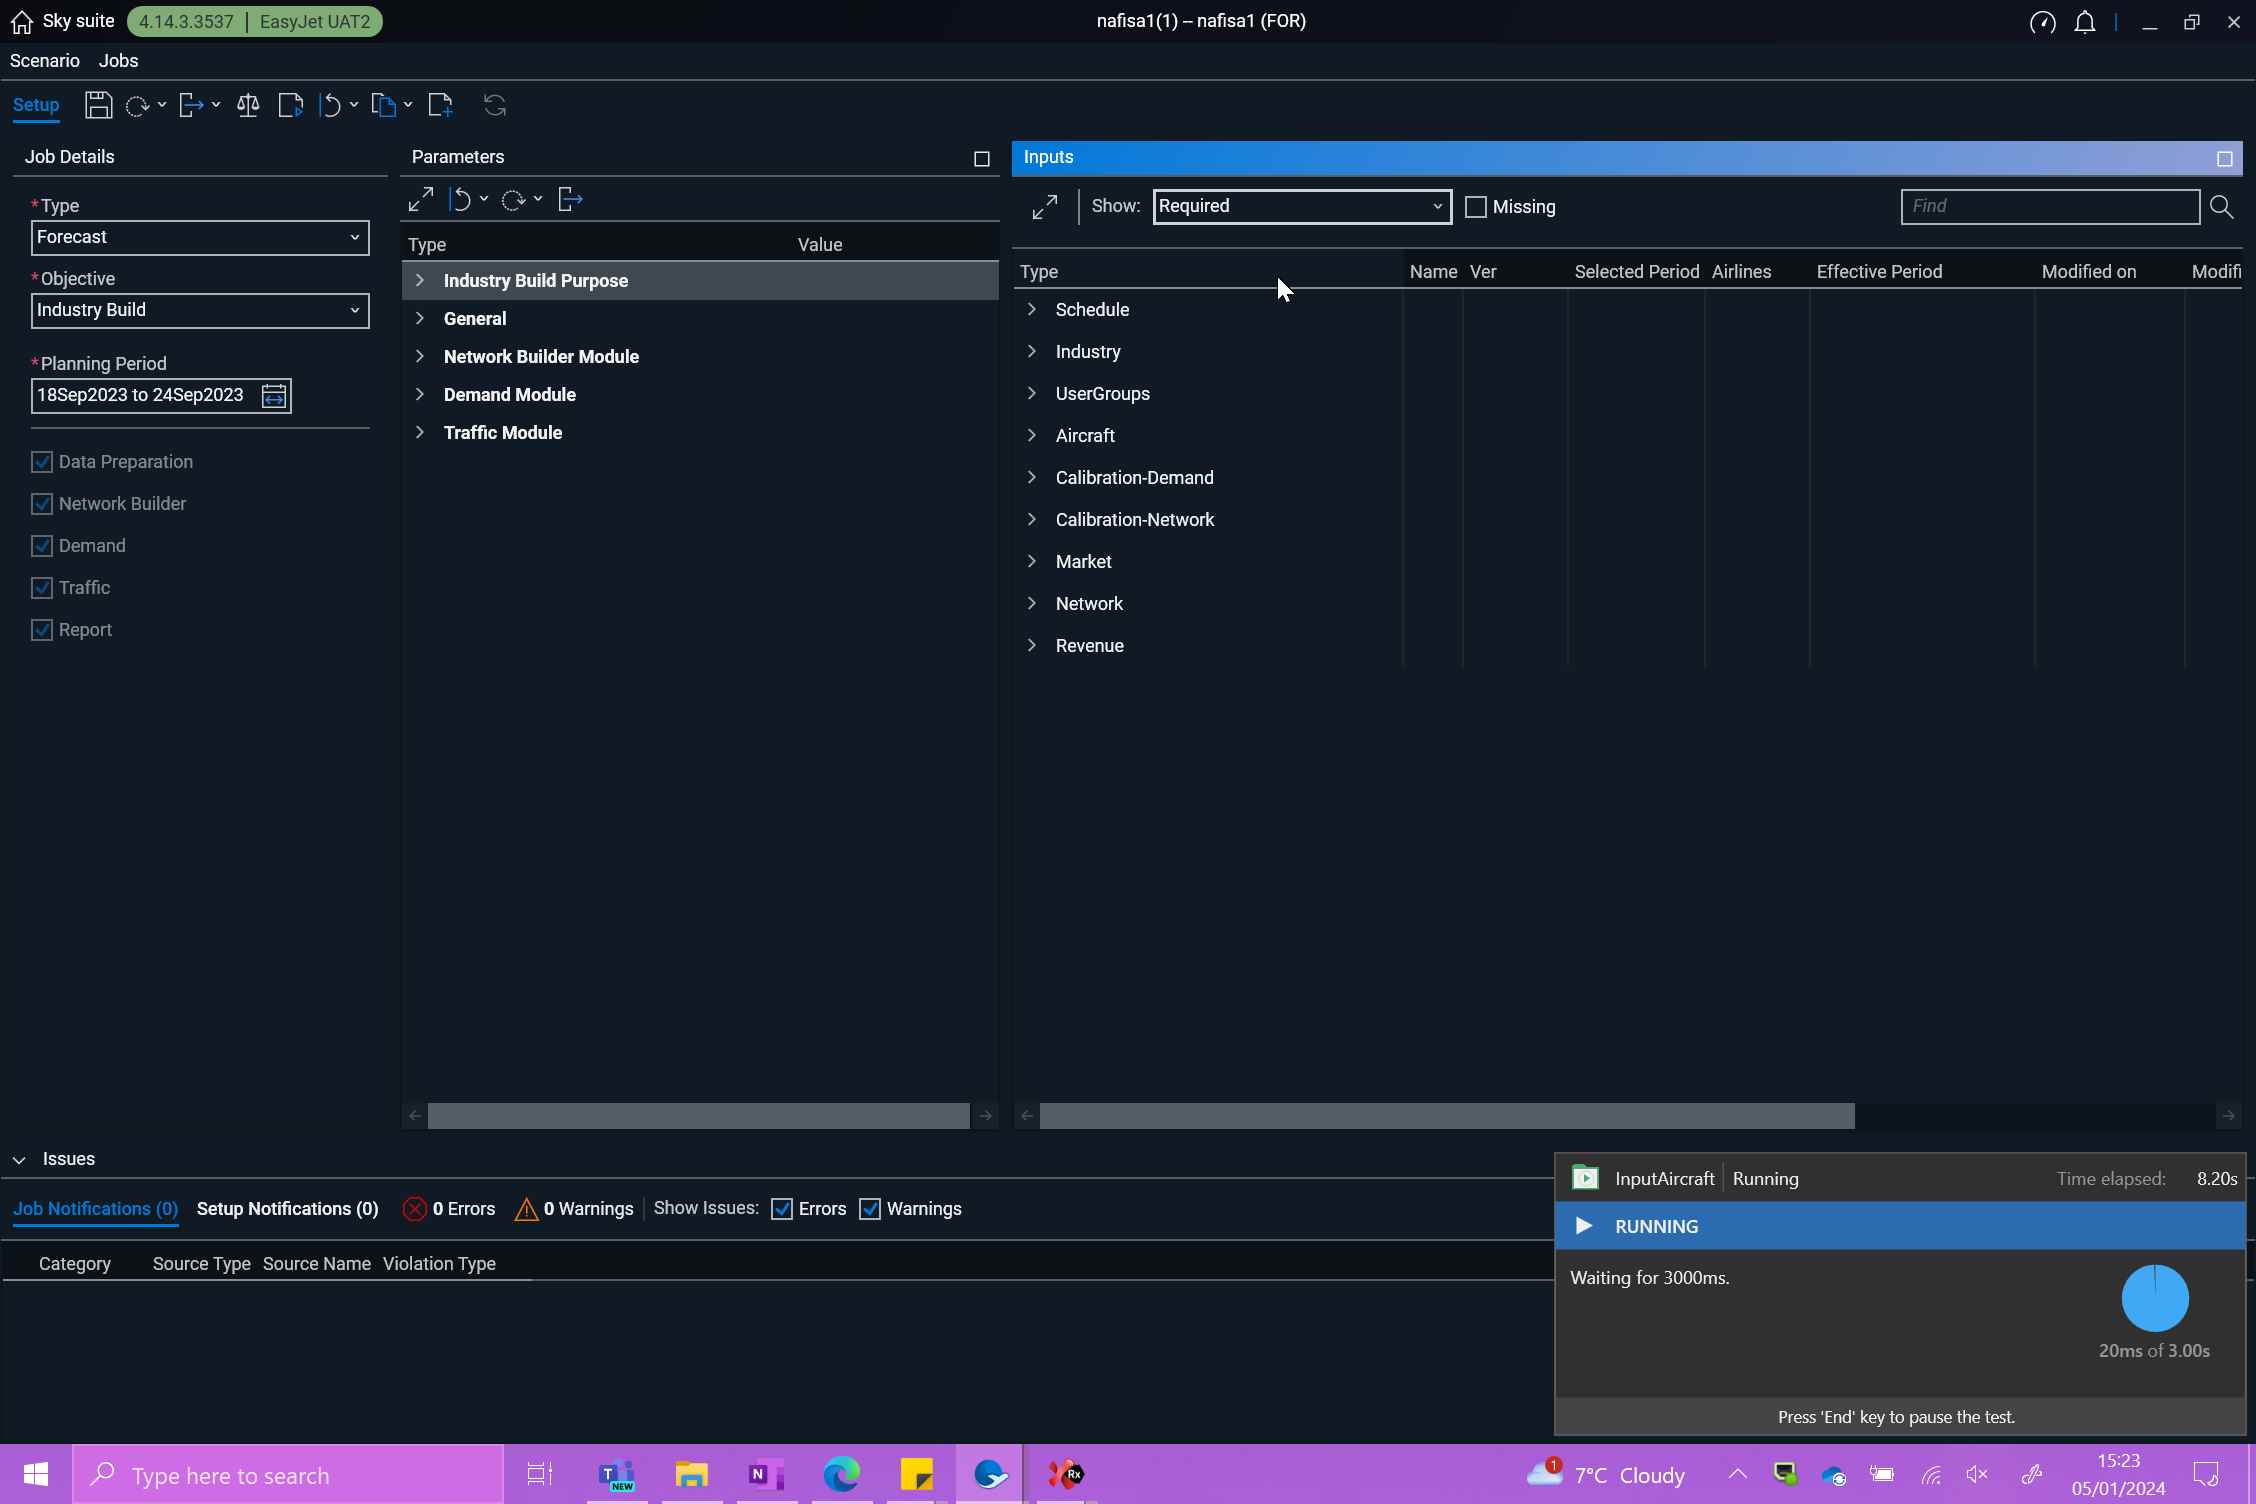 Sky suite 4.14.3.3537 | EasyJet UAT2 nafisa1(1) – nafisa1 (FOR)
Scenario Jobs
Setup
Job Details
*Type
Forecast
*Objective
Industry Build
*Planning Period
18Sep2023 to 24Sep2023
Data Preparation
Network Builder
Demand
Traffic
Report
Parameters
Type Value
Industry Build Purpose
General
Network Builder Module
Demand Module
Traffic Module
Inputs
Show: Required Missing Find
Type Name Ver Selected Period Airlines Effective Period Modified on Modifi
Schedule
Industry
UserGroups
Aircraft
Calibration-Demand
Calibration-Network
Market
Network
Revenue
Issues
Job Notifications (0) Setup Notifications (0) 0 Errors 0 Warnings Show Issues: Errors Warnings
Category Source Type Source Name Violation Type
InputAircraft Running Time elapsed: 8.20s
RUNNING
Waiting for 3000ms.
20ms of 3.00s
Press 'End' key to pause the test.
Type here to search
T NEW
N
Rx
1
7°C Cloudy
15:23
05/01/2024